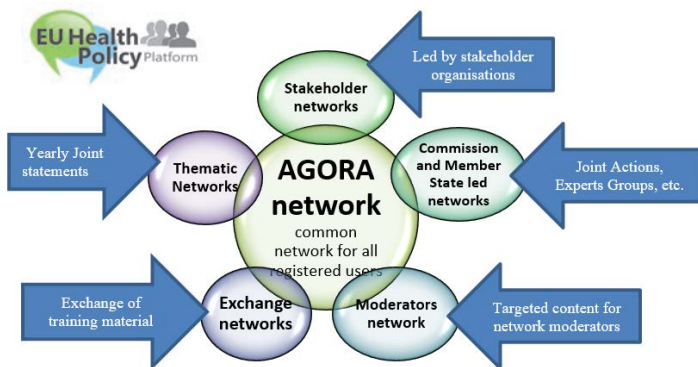 EU Health
Policy Platform
Led by stakeholder
organisations
Stakeholder
networks
Yearly Joint
statements
Thematic
Networks
AGORA
network
common
network for all
registered users
Commission
and Member
State led
networks
Joint Actions,
Experts Groups, etc.
Exchange of
training material
Exchange
networks
Moderators
network
Targeted content for
network moderators